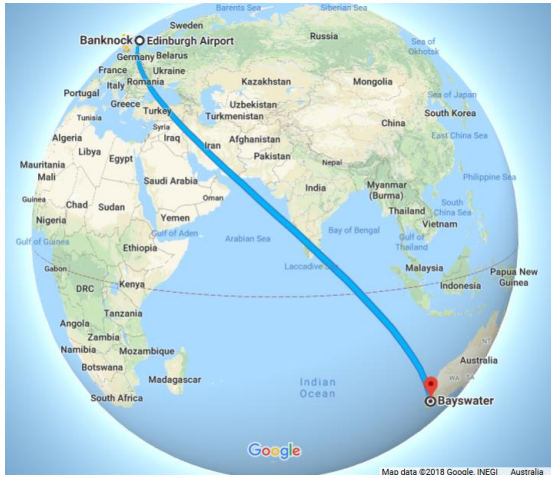 Barents Sea
Siberian Sea
Sweden
Russia
Sea of
Okhotsk
Banknock
Edinburgh Airport
Germany
Belarus
France
Ukraine
Italy
Romania
Kazakhstan
Mongolia
Portugal
Greece
Turkey
Uzbekistan
Turkmenistan
Sea of Japan
South Korea
Tunisia
Syria
Iraq
Iran
Afghanistan
China
East China Sea
Algeria
Libya
Egypt
Pakistan
Nepal
Mauritania
Mali
Saudi Arabia
India
Myanmar
(Burma)
Philippine Sea
Guinea
Chad
Sudan
Oman
Thailand
South
China Sea
Nigeria
Yemen
Vietnam
Gulf of Guinea
Gulf of Aden
Arabian Sea
Bay of Bengal
Gulf of
Thailand
Ethiopia
Gabon
Laccadive Sea
Malaysia
Papua New
Guinea
DRC
Kenya
Indonesia
Tanzania
Angola
Zambia
Namibia
Mozambique
Botswana
Madagascar
South Africa
Indian
Ocean
NT
Australia
WA
SA
Bayswater
Google
Map data ©2018 Google, INEGI
Australia